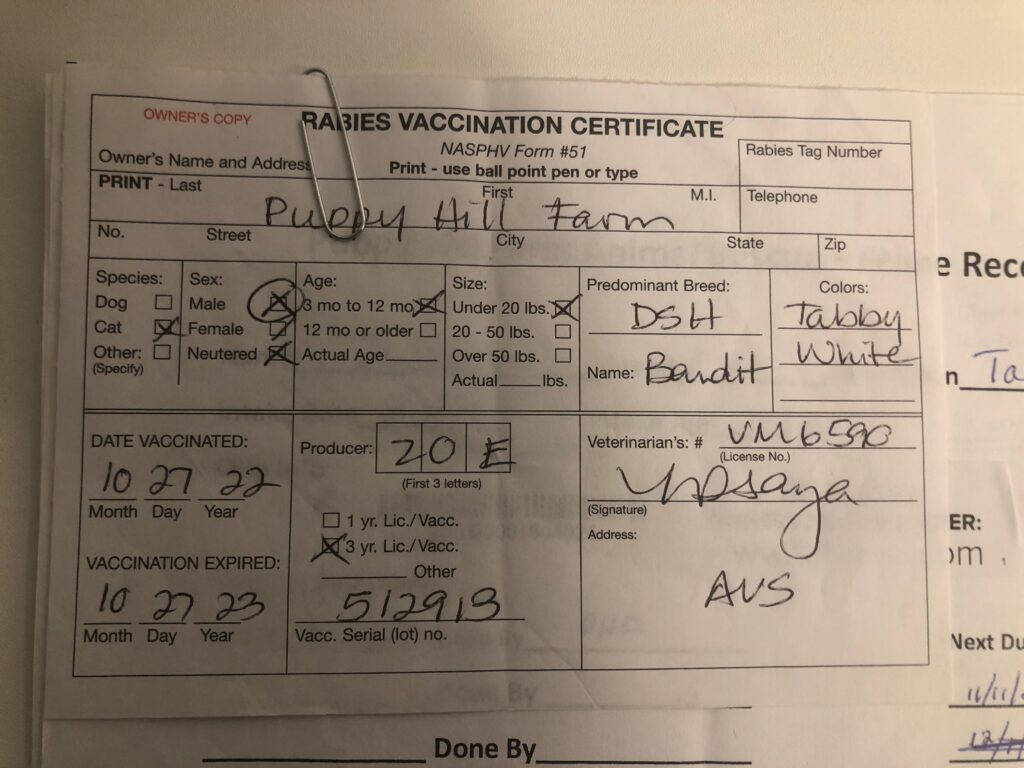 OWNER'S COPY
RABIES VACCINATION CERTIFICATE
NASPHV Form #51
Print - use ball point pen or type
Owner's Name and Address
Rabies Tag Number
PRINT - Last First M.I.
Telephone
Puppy Hill Farm
No. Street City State Zip
Species: Sex: Age: Size: Predominant Breed: Colors:
Dog Male 3 mo to 12 mo Under 20 lbs. DSH Tabby
Cat Female 12 mo or older 20 - 50 lbs. White
Other: Neutered Actual Age Over 50 lbs. Name: Bandit
(Specify) Actual lbs.
DATE VACCINATED:
10 27 22
Month Day Year
VACCINATION EXPIRED:
10 27 23
Month Day Year
Producer: ZOE
(First 3 letters)
1 yr. Lic./Vacc.
3 yr. Lic./Vacc.
Other
512913
Vacc. Serial (lot) no.
Veterinarian's: # VM6590
(License No.)
(Signature)
Address:
AVS
e Rec
n Ta
ER:
om
Next Du
11/11/
Done By